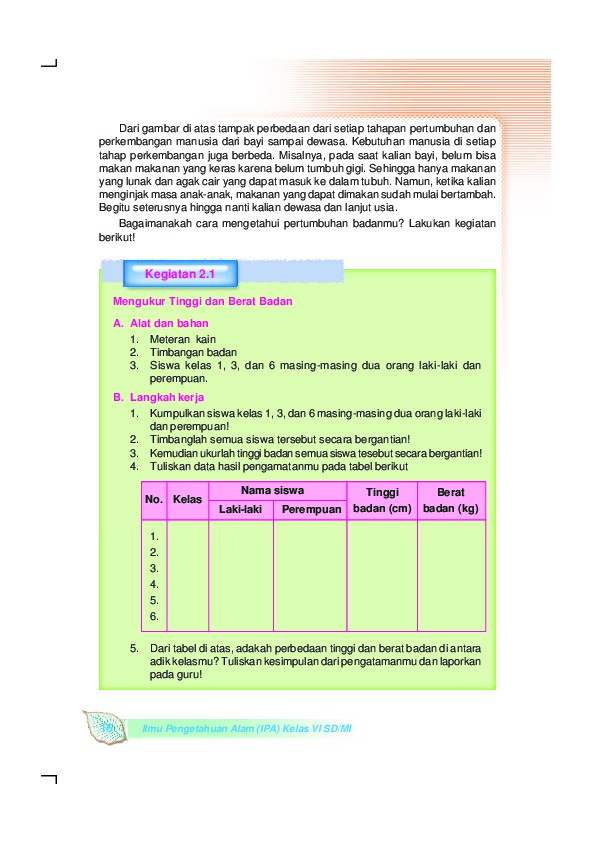 Dari gambar di atas tampak perbedaan dari setiap tahapan pertumbuhan dan
perkembangan manusia dari bayi sampai dewasa. Kebutuhan manusia di setiap
tahap perkembangan juga berbeda. Misalnya, pada saat kalian bayi, belum bisa
makan makanan yang keras karena belum tumbuh gigi. Sehingga hanya makanan
yang lunak dan agak cair yang dapat masuk ke dalam tubuh. Namun, ketika kalian
menginjak masa anak-anak, makanan yang dapat dimakan sudah mulai bertambah.
Begitu seterusnya hingga nanti kalian dewasa dan lanjut usia.
Bagaimanakah cara mengetahui pertumbuhan badanmu? Lakukan kegiatan
berikut!
Kegiatan 2.1
Mengukur Tinggi dan Berat Badan
A. Alat dan bahan
1. Meteran kain
2. Timbangan badan
3. Siswa kelas 1, 3, dan 6 masing-masing dua orang laki-laki dan
perempuan.
B. Langkah kerja
1. Kumpulkan siswa kelas 1, 3, dan 6 masing-masing dua orang laki-laki
dan perempuan!
2. Timbanglah semua siswa tersebut secara bergantian!
3. Kemudian ukurlah tinggi badan semua siswa tesebut secara bergantian!
4. Tuliskan data hasil pengamatanmu pada tabel berikut
No. Kelas Nama siswa Tinggi badan (cm) Berat badan (kg)
Laki-laki Perempuan
1.
2.
3.
4.
5.
6.
5. Dari tabel di atas, adakah perbedaan tinggi dan berat badan di antara
adik kelasmu? Tuliskan kesimpulan dari pengatamanmu dan laporkan
pada guru!
Ilmu Pengetahuan Alam (IPA) Kelas VI SD/MI